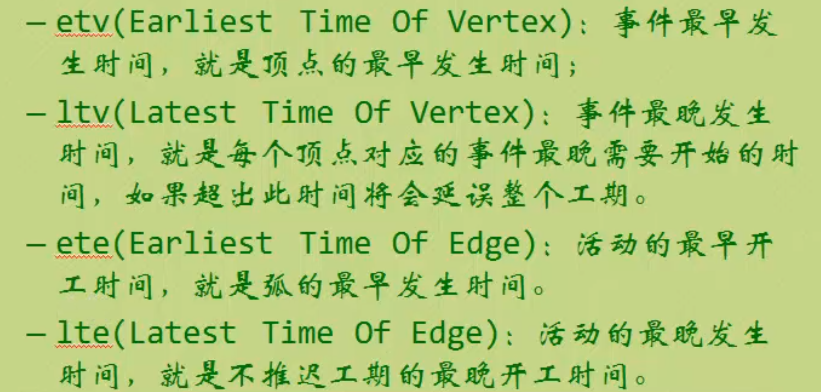 – etv(Earliest Time Of Vertex): 事件最早发
生时间，就是顶点的最早发生时间；
– ltv(Latest Time Of Vertex): 事件最晚发生
时间，就是每个顶点对应的事件最晚需要开始的时
间，如果超出此时间将会延误整个工期。
– ete(Earliest Time Of Edge): 活动的最早开
工时间，就是弧的最早发生时间。
– lte(Latest Time Of Edge): 活动的最晚发生
时间，就是不推迟工期的最晚开工时间。